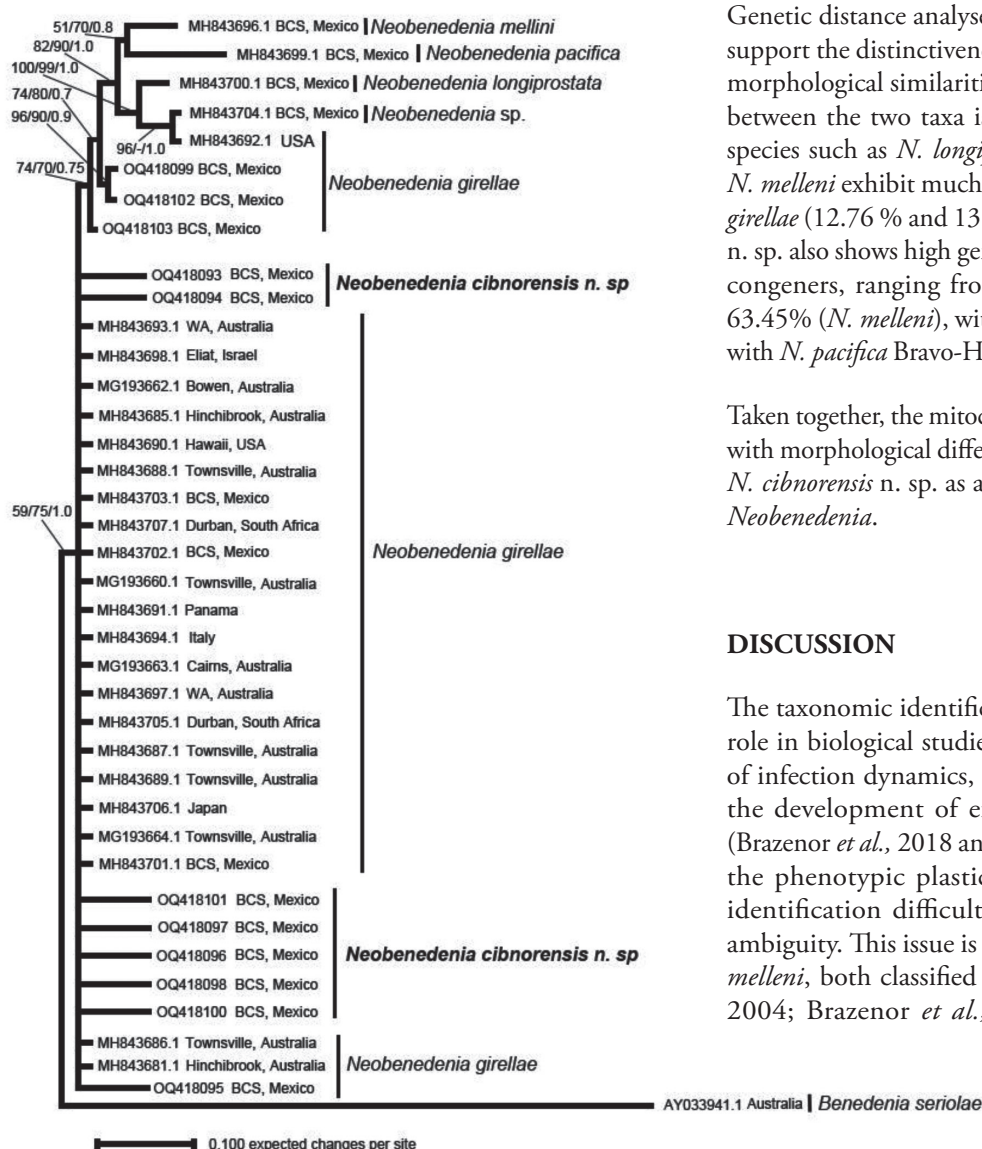 51/70/0.8
MH843696.1 BCS, Mexico Neobenedenia mellini
82/90/1.0
MH843699.1 BCS, Mexico Neobenedenia pacifica
100/99/1.0
MH843700.1 BCS, Mexico Neobenedenia longiprostata
74/80/0.7
MH843704.1 BCS, Mexico Neobenedenia sp.
96/90/0.9
96/-/1.0
MH843692.1 USA
74/70/0.75
OQ418099 BCS, Mexico
Neobenedenia girellae
OQ418102 BCS, Mexico
OQ418103 BCS, Mexico
OQ418093 BCS, Mexico
Neobenedenia cibnorensis n. sp
OQ418094 BCS, Mexico
MH843693.1 WA, Australia
MH843698.1 Eliat, Israel
MG193662.1 Bowen, Australia
MH843685.1 Hinchibrook, Australia
MH843690.1 Hawaii, USA
MH843688.1 Townsville, Australia
MH843703.1 BCS, Mexico
59/75/1.0
MH843707.1 Durban, South Africa
MH843702.1 BCS, Mexico
Neobenedenia girellae
MG193660.1 Townsville, Australia
MH843691.1 Panama
MH843694.1 Italy
MG193663.1 Cairns, Australia
MH843697.1 WA, Australia
MH843705.1 Durban, South Africa
MH843687.1 Townsville, Australia
MH843689.1 Townsville, Australia
MH843706.1 Japan
MG193664.1 Townsville, Australia
MH843701.1 BCS, Mexico
OQ418101 BCS, Mexico
OQ418097 BCS, Mexico
OQ418096 BCS, Mexico
Neobenedenia cibnorensis n. sp
OQ418098 BCS, Mexico
OQ418100 BCS, Mexico
MH843686.1 Townsville, Australia
MH843681.1 Hinchibrook, Australia
Neobenedenia girellae
OQ418095 BCS, Mexico
AY033941.1 Australia Benedenia seriolae
0.100 expected changes per site
Genetic distance analyse
support the distinctiven
morphological similariti
between the two taxa i
species such as N. longi
N. melleni exhibit much
girellae (12.76 % and 13
n. sp. also shows high ge
congeners, ranging fro
63.45% (N. melleni), wit
with N. pacifica Bravo-H
Taken together, the mitoc
with morphological diffe
N. cibnorensis n. sp. as a
Neobenedenia.
DISCUSSION
The taxonomic identific
role in biological studie
of infection dynamics,
the development of e
(Brazenor et al., 2018 an
the phenotypic plastic
identification difficult
ambiguity. This issue is
melleni, both classified
2004; Brazenor et al.,